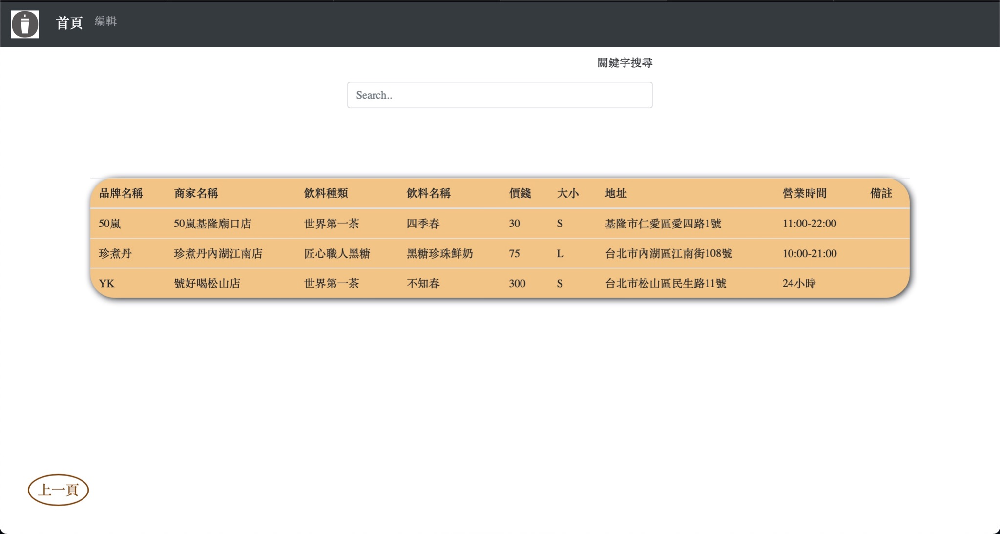 首頁 編輯
關鍵字搜尋
Search..
品牌名稱 商家名稱 飲料種類 飲料名稱 價錢 大小 地址 營業時間 備註
50嵐 50嵐基隆廟口店 世界第一茶 四季春 30 S 基隆市仁愛區愛四路1號 11:00-22:00
珍煮丹 珍煮丹內湖江南店 匠心職人黑糖 黑糖珍珠鮮奶 75 L 台北市內湖區江南街108號 10:00-21:00
YK 號好喝松山店 世界第一茶 不知春 300 S 台北市松山區民生路11號 24小時
上一頁